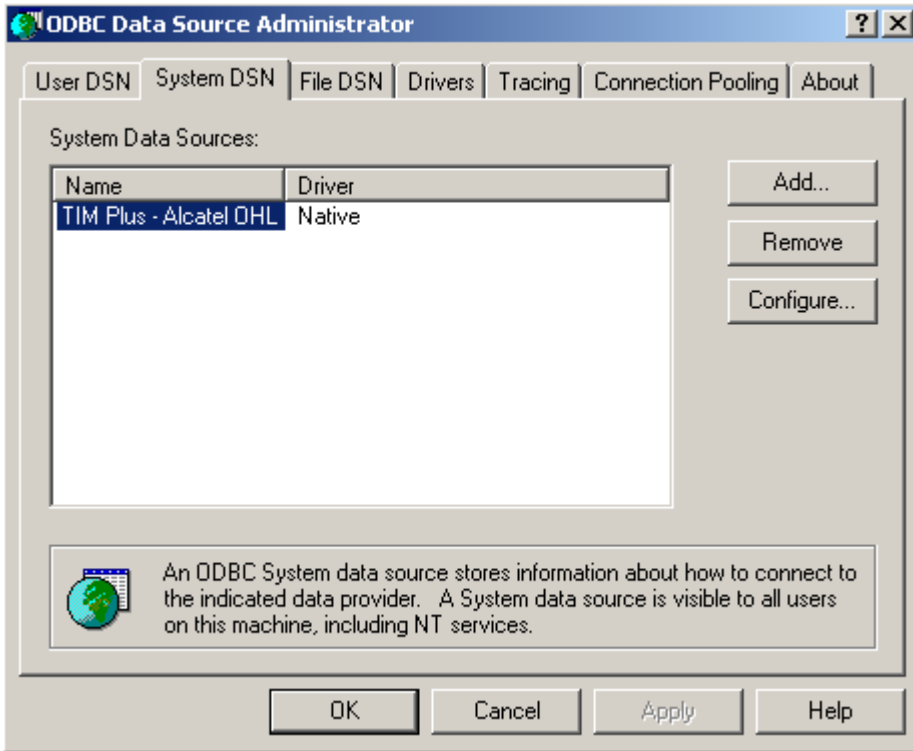 ODBC Data Source Administrator
User DSN System DSN File DSN Drivers Tracing Connection Pooling About
System Data Sources:
Name Driver
TIM Plus - Alcatel OHL Native
Add...
Remove
Configure...
An ODBC System data source stores information about how to connect to
the indicated data provider. A System data source is visible to all users
on this machine, including NT services.
OK Cancel Apply Help